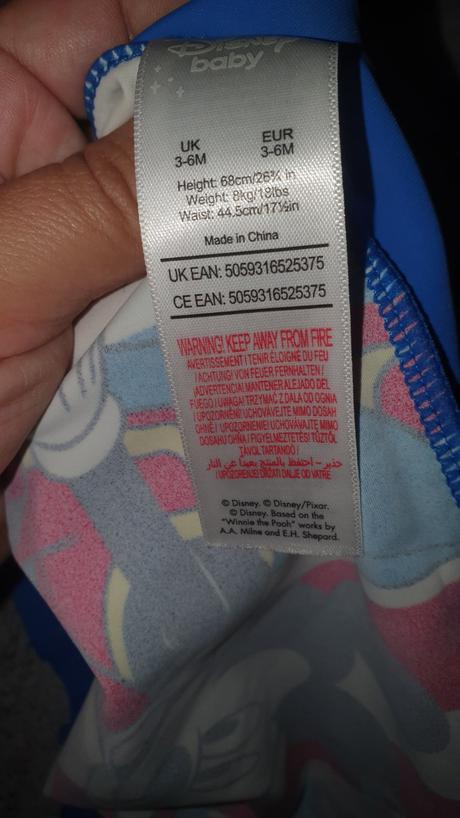 Disney
baby
UK EUR
3-6M 3-6M
Height: 68cm/26¾ in
Weight: 8kg/18lbs
Waist: 44.5cm/17½in
Made in China
UK EAN: 5059316525375
CE EAN: 5059316525375
WARNING! KEEP AWAY FROM FIRE
AVERTISSEMENT ! TENIR ÉLOIGNÉ DU FEU
/ ACHTUNG! VON FEUER FERNHALTEN /
¡ADVERTENCIA! MANTENER ALEJADO DEL
FUEGO / UWAGA! TRZYMAĆ Z DALA OD OGNIA
/ UPOZORNĚNÍ! UCHOVÁVEJTE MIMO DOSAH
OHNĚ / UPOZORNENIE! UCHOVÁVAJTE MIMO
DOSAHU OHŇA / FIGYELMEZTETÉS! TŰZTŐL
TÁVOL TARTANDÓ /
حذير – احتفظ بالمنتج بعيدا عن النار
/ UPOZORENJE! DRŽATI DALJE OD VATRE
© Disney. © Disney/Pixar.
© Disney. Based on the
"Winnie the Pooh" works by
A.A. Milne and E.H. Shepard.